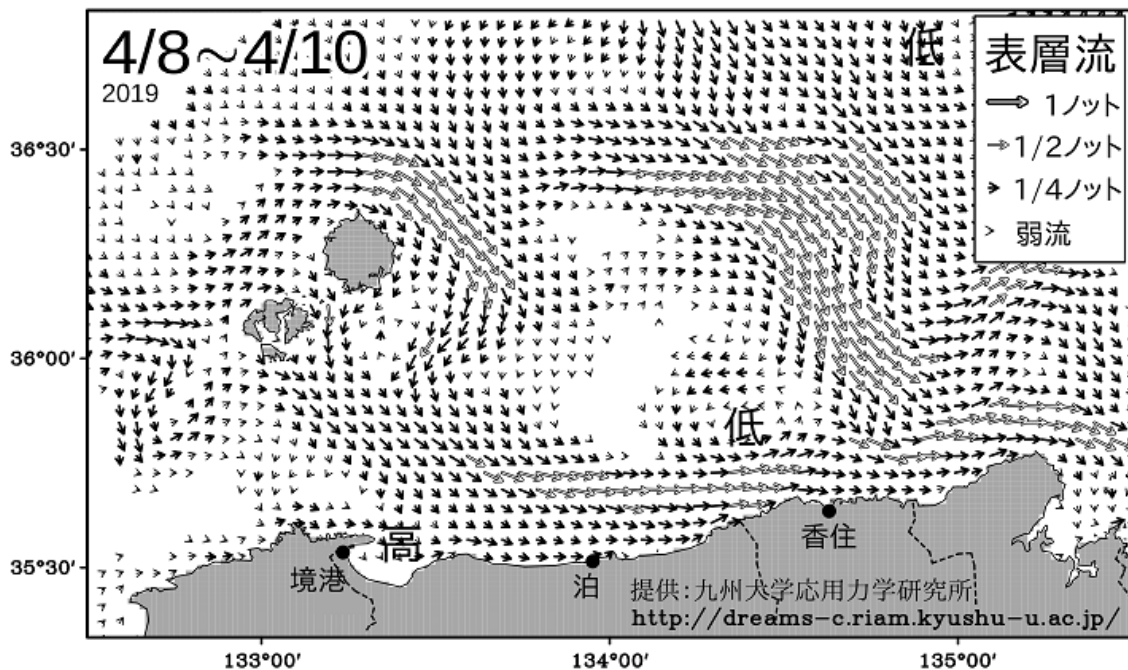 4/8~4/10
2019
低
表層流
1ノット
1/2ノット
1/4ノット
弱流
36°30'
36°00'
35°30'
低
高
境港
泊
香住
提供:九州大学応用力学研究所
http://dreams-c.riam.kyushu-u.ac.jp/
133°00'
134°00'
135°00'